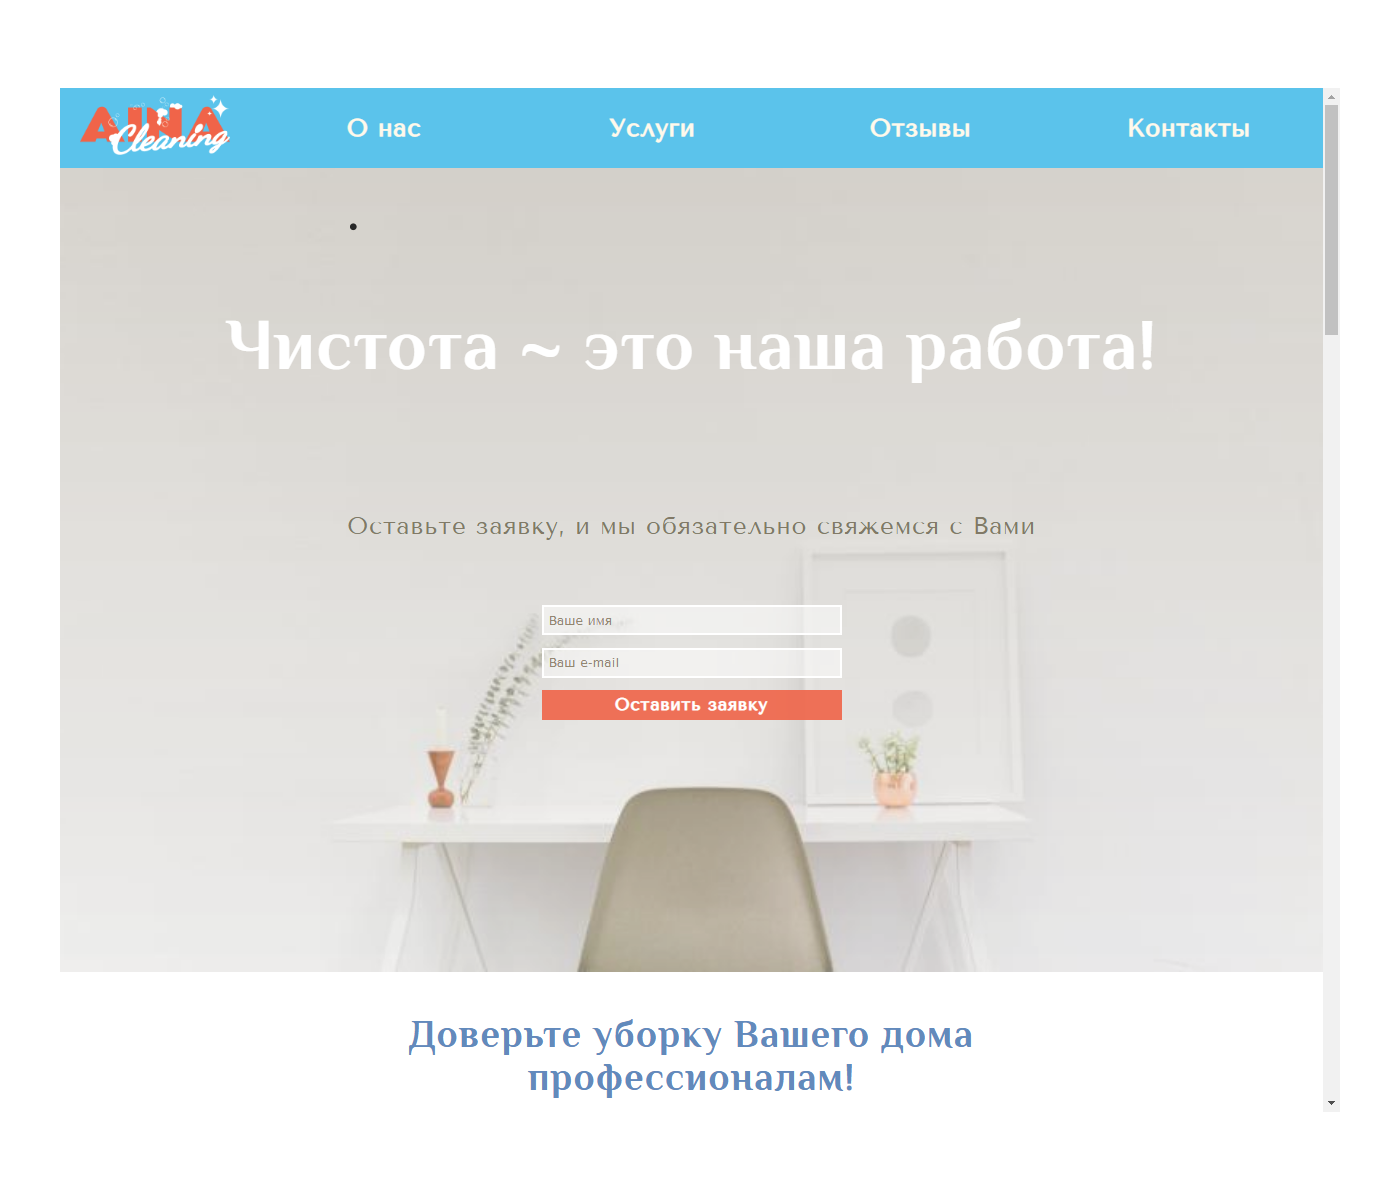 AINA
Cleaning
О нас
Услуги
Отзывы
Контакты
Чистота ~ это наша работа!
Оставьте заявку, и мы обязательно свяжемся с Вами
Ваше имя
Ваш e-mail
Оставить заявку
Доверьте уборку Вашего дома
профессионалам!